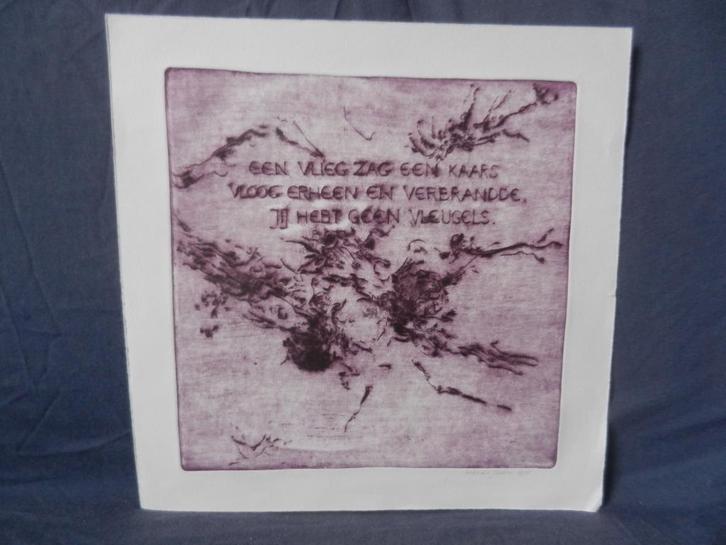 EEN VLIEG ZAG EEN KAARS
VLOOG ERHEEN EN VERBRANDDE,
JIJ HEBT GEEN VLEUGELS.